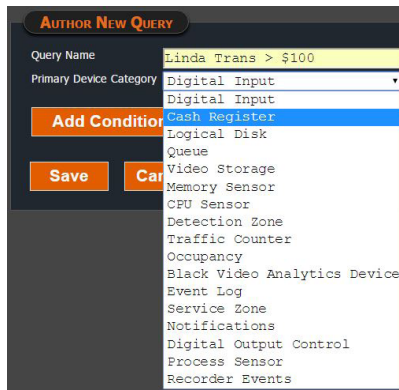 Author New Query
Query Name
Linda Trans > $100
Primary Device Category
Digital Input
Digital Input
Add Condition
Cash Register
Logical Disk
Queue
Video Storage
Save
Memory Sensor
CPU Sensor
Detection Zone
Traffic Counter
Occupancy
Black Video Analytics Device
Event Log
Service Zone
Notifications
Digital Output Control
Process Sensor
Recorder Events